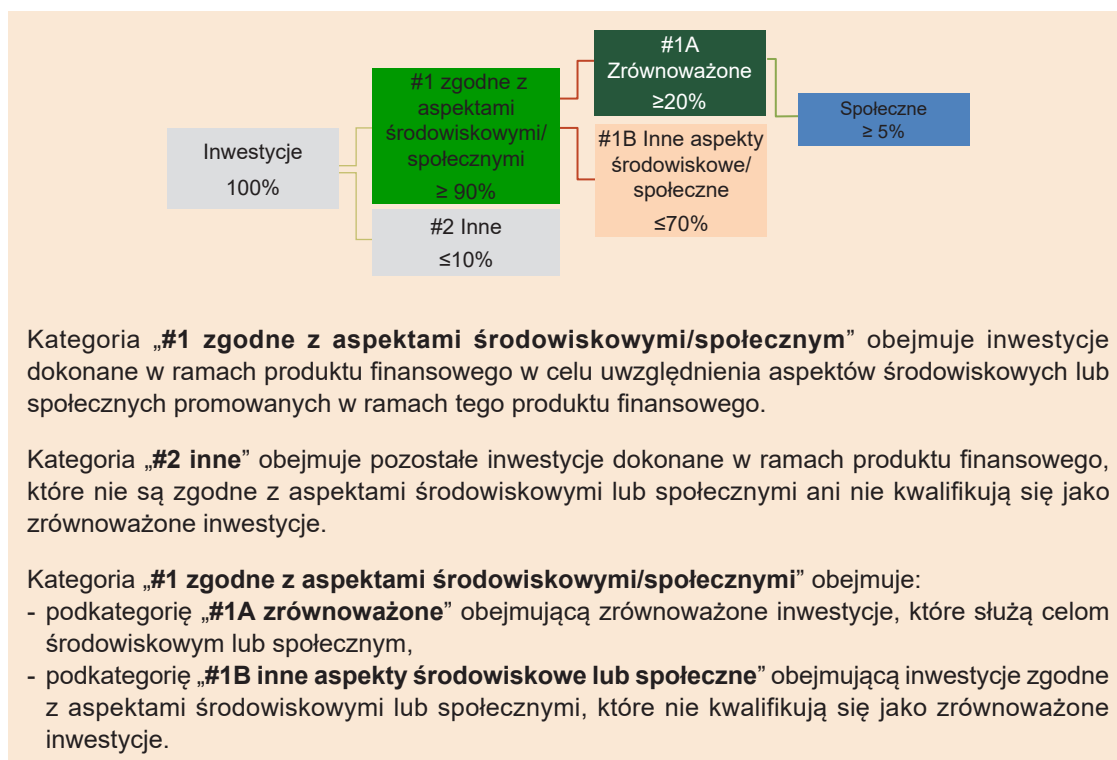 Inwestycje
100%
#1 zgodne z
aspektami
środowiskowymi/
społecznymi
≥ 90%
#2 Inne
≤10%
#1A
Zrównoważone
≥20%
#1B Inne aspekty
środowiskowe/
społeczne
≤70%
Społeczne
≥ 5%
Kategoria „#1 zgodne z aspektami środowiskowymi/społecznym” obejmuje inwestycje
dokonane w ramach produktu finansowego w celu uwzględnienia aspektów środowiskowych lub
społecznych promowanych w ramach tego produktu finansowego.
Kategoria „#2 inne” obejmuje pozostałe inwestycje dokonane w ramach produktu finansowego,
które nie są zgodne z aspektami środowiskowymi lub społecznymi ani nie kwalifikują się jako
zrównoważone inwestycje.
Kategoria „#1 zgodne z aspektami środowiskowymi/społecznymi” obejmuje:
- podkategorię „#1A zrównoważone” obejmującą zrównoważone inwestycje, które służą celom
środowiskowym lub społecznym,
- podkategorię „#1B inne aspekty środowiskowe lub społeczne” obejmującą inwestycje zgodne
z aspektami środowiskowymi lub społecznymi, które nie kwalifikują się jako zrównoważone
inwestycje.